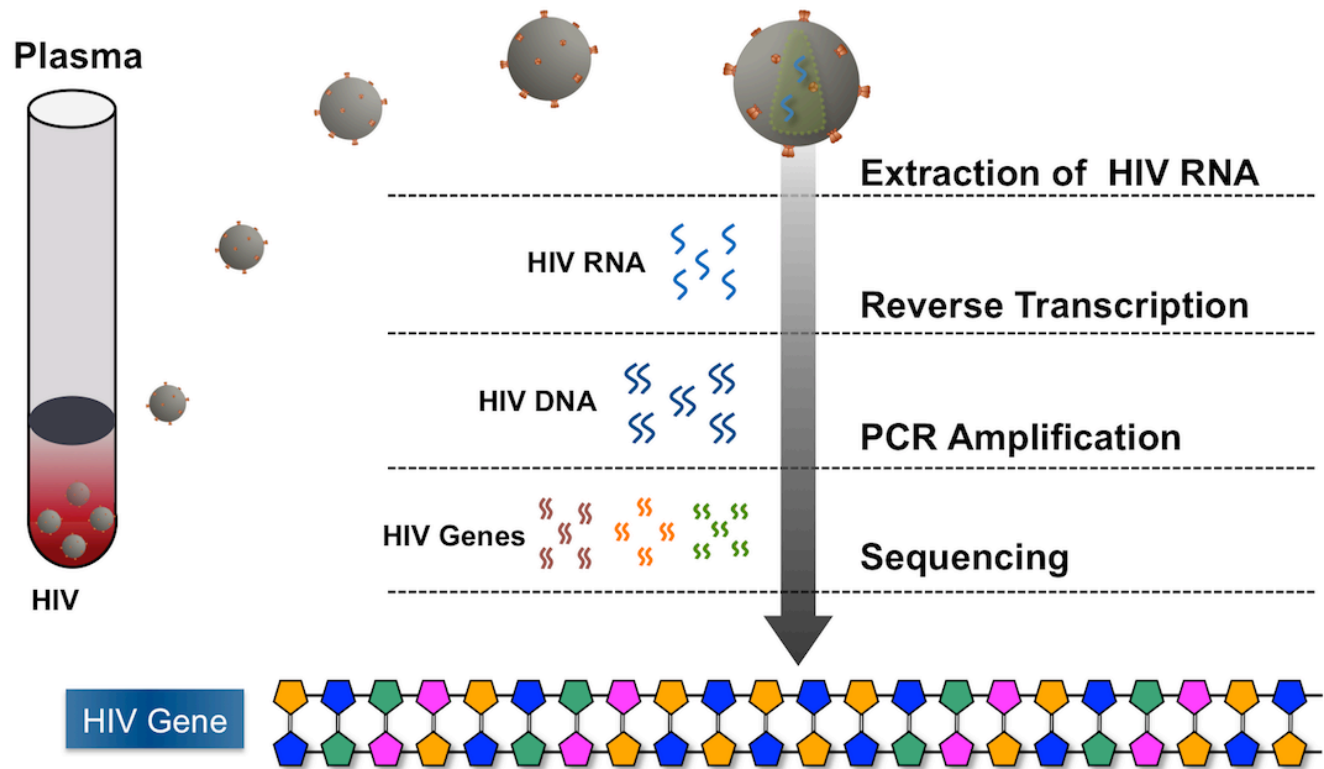 Plasma
HIV
Extraction of HIV RNA
HIV RNA
Reverse Transcription
HIV DNA
PCR Amplification
HIV Genes
Sequencing
HIV Gene